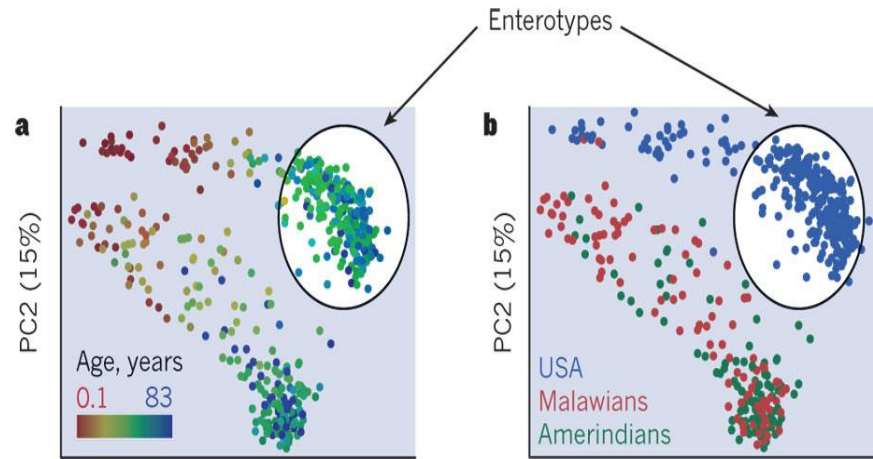 Enterotypes
a
PC2 (15%)
Age, years
0.1 83
b
PC2 (15%)
USA
Malawians
Amerindians